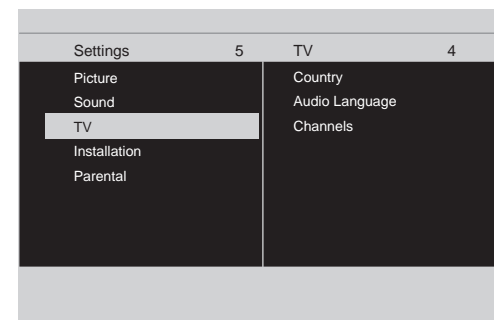 Settings 5 TV 4
Picture Country
Sound Audio Language
TV Channels
Installation
Parental